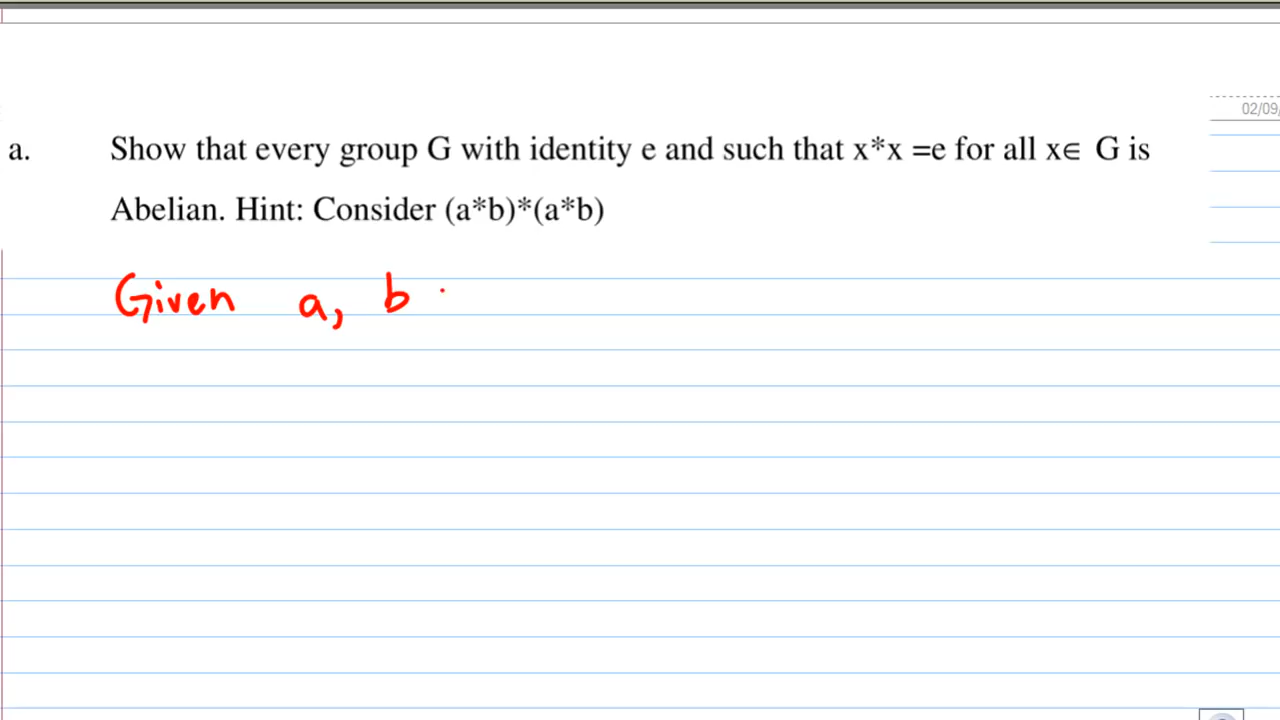 02/09/
a. Show that every group G with identity e and such that x*x =e for all x∈ G is
Abelian. Hint: Consider (a*b)*(a*b)
Given a, b